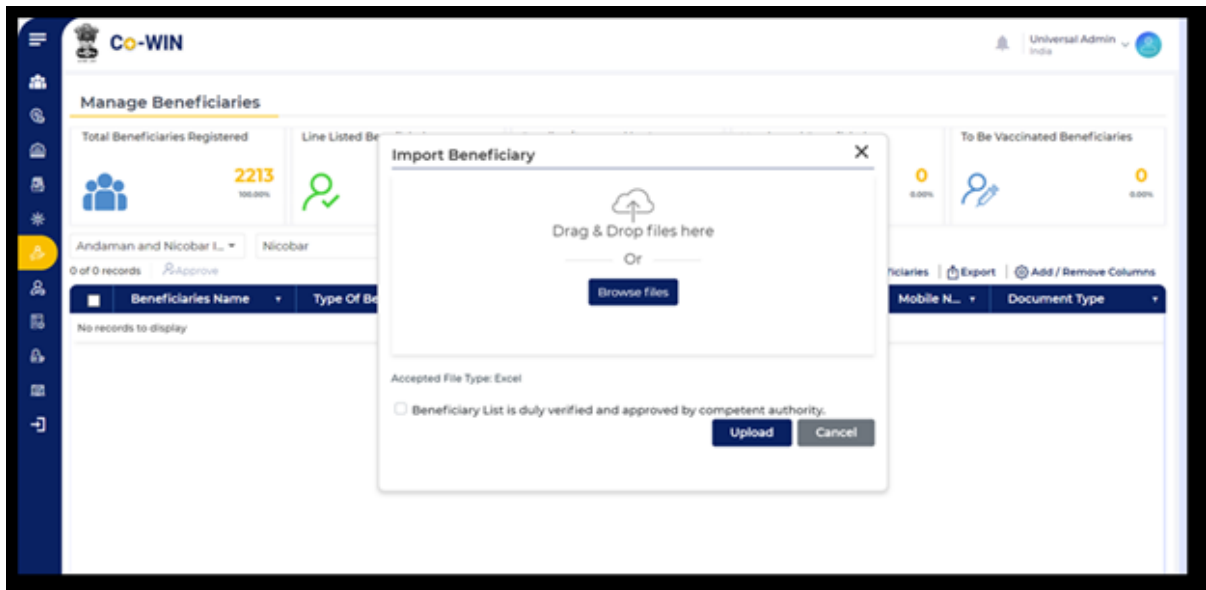 Co-WIN
Universal Admin
India
Manage Beneficiaries
Total Beneficiaries Registered
Line Listed
To Be Vaccinated Beneficiaries
2213
100.00%
0
0.00%
0
0.00%
Import Beneficiary
Drag & Drop files here
Or
Browse files
Accepted File Type: Excel
Beneficiary List is duly verified and approved by competent authority.
Upload Cancel
Andaman and Nicobar I... Nicobar
0 of 0 records Approve
Export Add / Remove Columns
Beneficiaries Name Type Of Be Mobile N... Document Type
No records to display